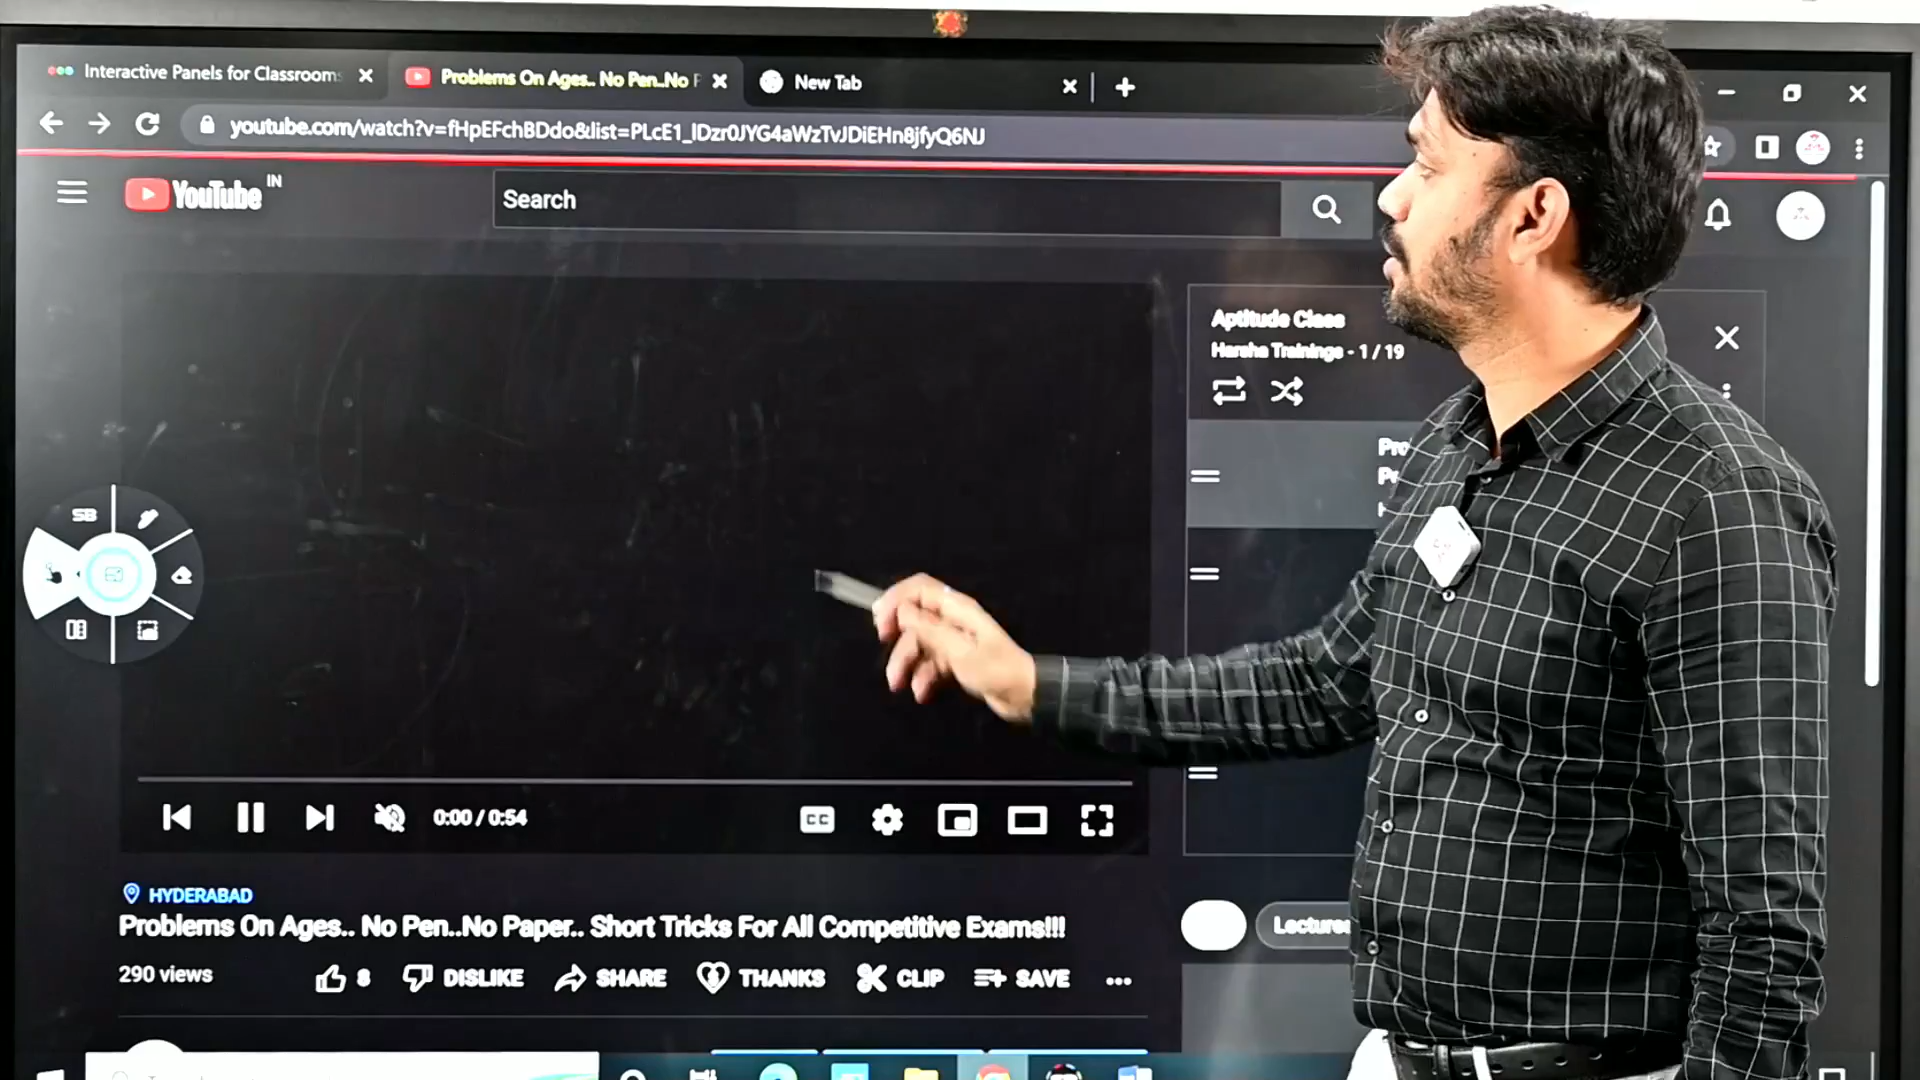 Interactive Panels for Classroom
Problems On Ages.. No Pen..No
New Tab
youtube.com/watch?v=fHpEFchBDdo&list=PLcE1_lDzr0JYG4aWzTvJDiEHn8jfyQ6NJ
YouTube IN
Search
Aptitude Class
Harsha Trainings - 1 / 19
SB
CC
0:00 / 0:54
HYDERABAD
Problems On Ages.. No Pen..No Paper.. Short Tricks For All Competitive Exams!!!
290 views
8
DISLIKE
SHARE
THANKS
CLIP
SAVE
Lectures